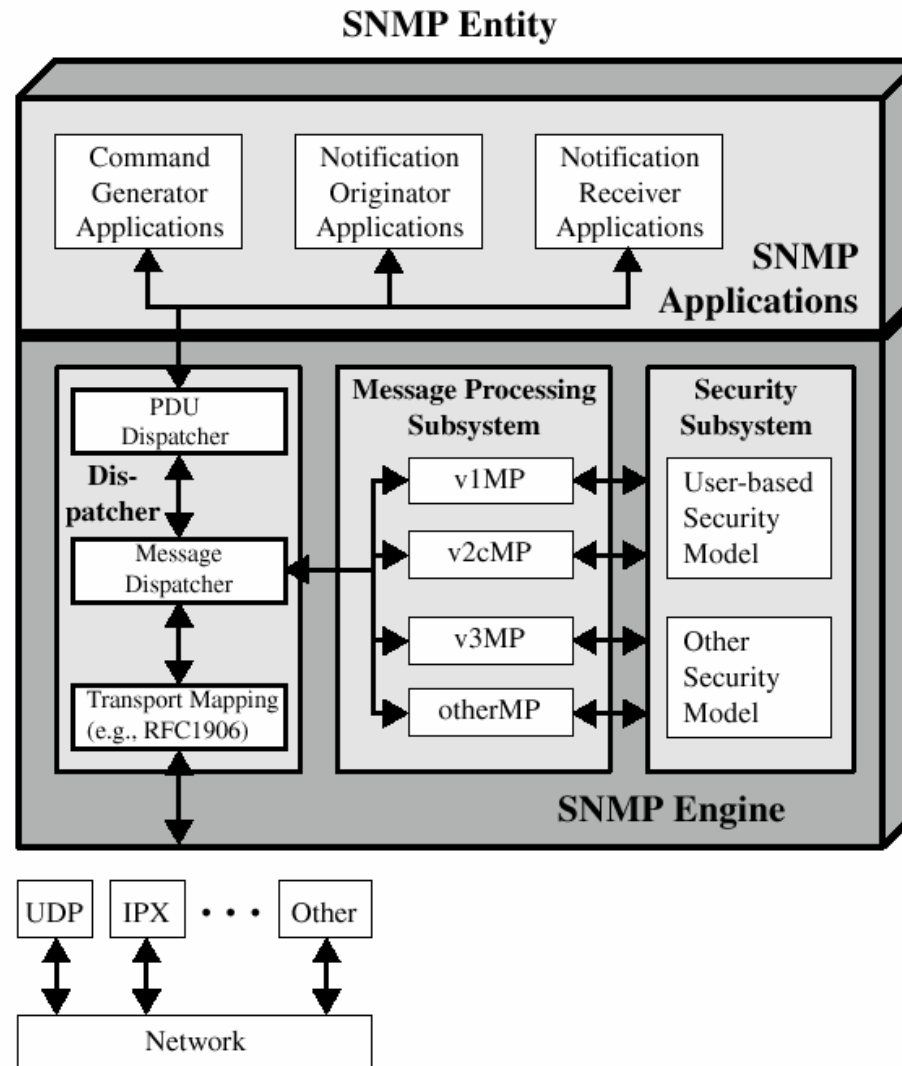 SNMP Entity
Command
Generator
Applications
Notification
Originator
Applications
Notification
Receiver
Applications
SNMP
Applications
PDU
Dispatcher
Dis-
patcher
Message
Dispatcher
Transport Mapping
(e.g., RFC1906)
Message Processing
Subsystem
v1MP
v2cMP
v3MP
otherMP
Security
Subsystem
User-based
Security
Model
Other
Security
Model
SNMP Engine
UDP
IPX
• • •
Other
Network